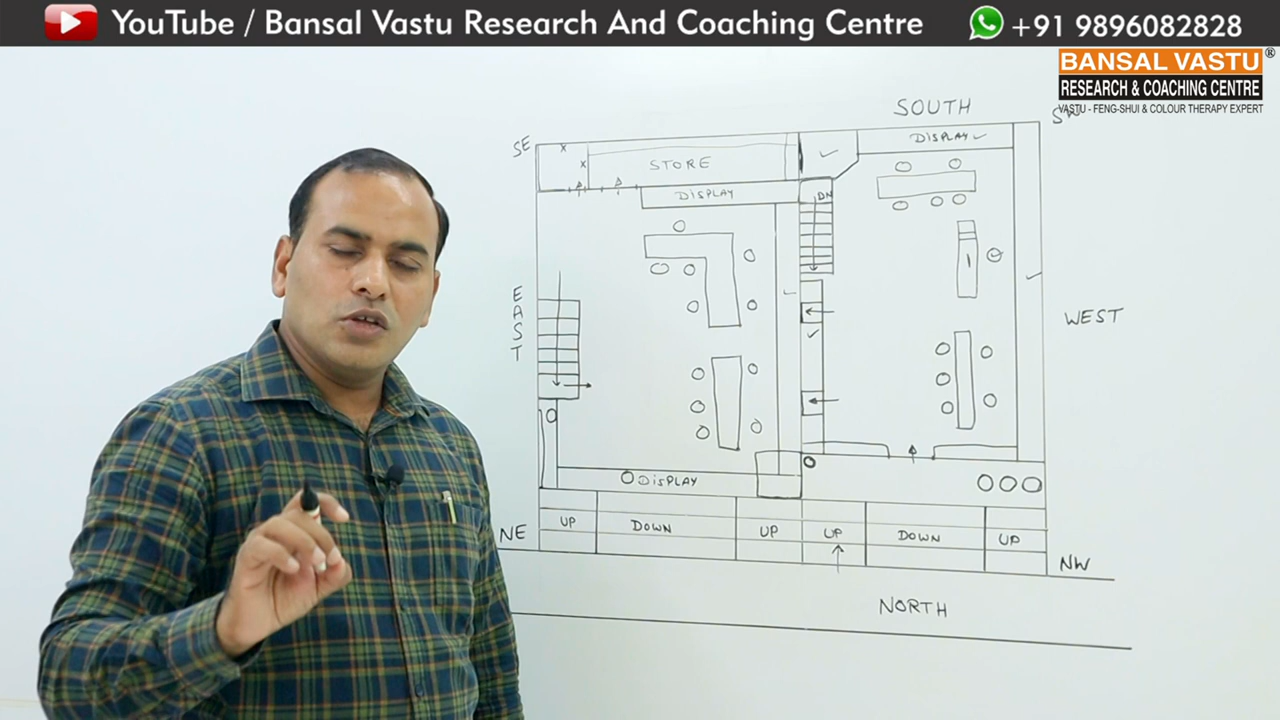 YouTube / Bansal Vastu Research And Coaching Centre
+91 9896082828
BANSAL VASTU®
RESEARCH & COACHING CENTRE
VASTU - FENG-SHUI & COLOUR THERAPY EXPERT
SOUTH
SW
SE
STORE
DISPLAY
DISPLAY
DN
EAST
WEST
DISPLAY
UP
DOWN
UP
UP
DOWN
UP
NE
NW
NORTH